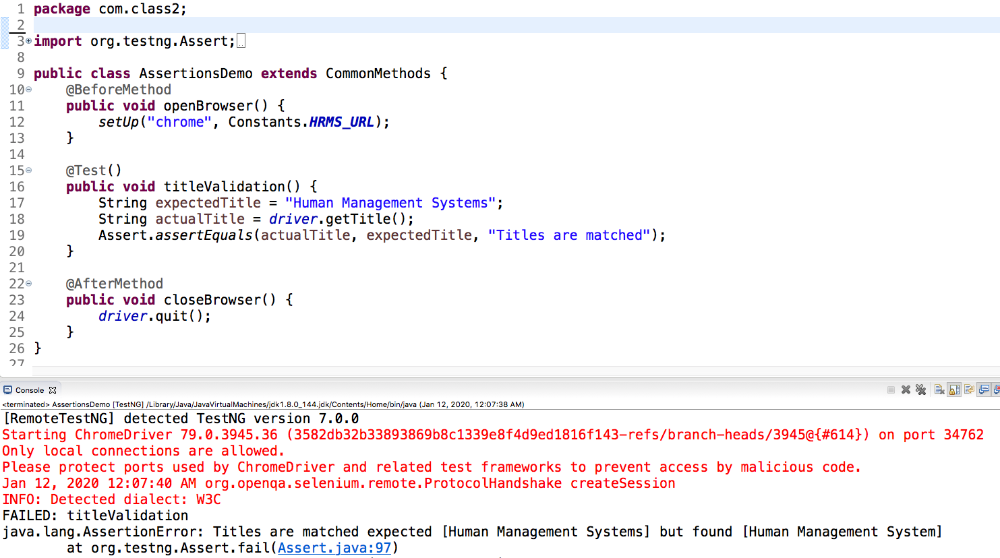 1 package com.class2;
2
3 import org.testng.Assert;
8
9 public class AssertionsDemo extends CommonMethods {
10 @BeforeMethod
11 public void openBrowser() {
12 setUp("chrome", Constants.HRMS_URL);
13 }
14
15 @Test()
16 public void titleValidation() {
17 String expectedTitle = "Human Management Systems";
18 String actualTitle = driver.getTitle();
19 Assert.assertEquals(actualTitle, expectedTitle, "Titles are matched");
20 }
21
22 @AfterMethod
23 public void closeBrowser() {
24 driver.quit();
25 }
26 }
27
Console
<terminated> AssertionsDemo [TestNG] /Library/Java/JavaVirtualMachines/jdk1.8.0_144.jdk/Contents/Home/bin/java (Jan 12, 2020, 12:07:38 AM)
[RemoteTestNG] detected TestNG version 7.0.0
Starting ChromeDriver 79.0.3945.36 (3582db32b33893869b8c1339e8f4d9ed1816f143-refs/branch-heads/3945@{#614}) on port 34762
Only local connections are allowed.
Please protect ports used by ChromeDriver and related test frameworks to prevent access by malicious code.
Jan 12, 2020 12:07:40 AM org.openqa.selenium.remote.ProtocolHandshake createSession
INFO: Detected dialect: W3C
FAILED: titleValidation
java.lang.AssertionError: Titles are matched expected [Human Management Systems] but found [Human Management System]
at org.testng.Assert.fail(Assert.java:97)